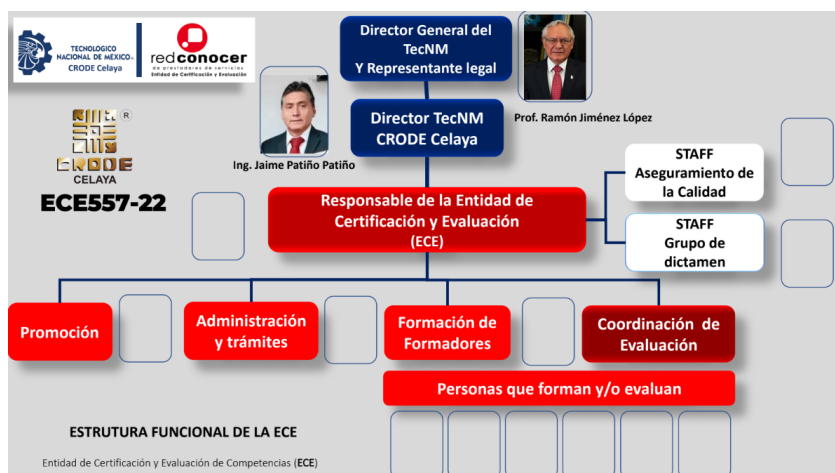 TECNOLÓGICO
NACIONAL DE MÉXICO®
CRODE Celaya
redconocer
de prestadores de servicios
Entidad de Certificación y Evaluación
Director General del
TecNM
Y Representante legal
Prof. Ramón Jiménez López
Director TecNM
CRODE Celaya
Ing. Jaime Patiño Patiño
®
CRODE
CELAYA
ECE557-22
Responsable de la Entidad de
Certificación y Evaluación
(ECE)
STAFF
Aseguramiento de
la Calidad
STAFF
Grupo de
dictamen
Promoción
Administración
y trámites
Formación de
Formadores
Coordinación de
Evaluación
Personas que forman y/o evaluan
ESTRUTURA FUNCIONAL DE LA ECE
Entidad de Certificación y Evaluación de Competencias (ECE)